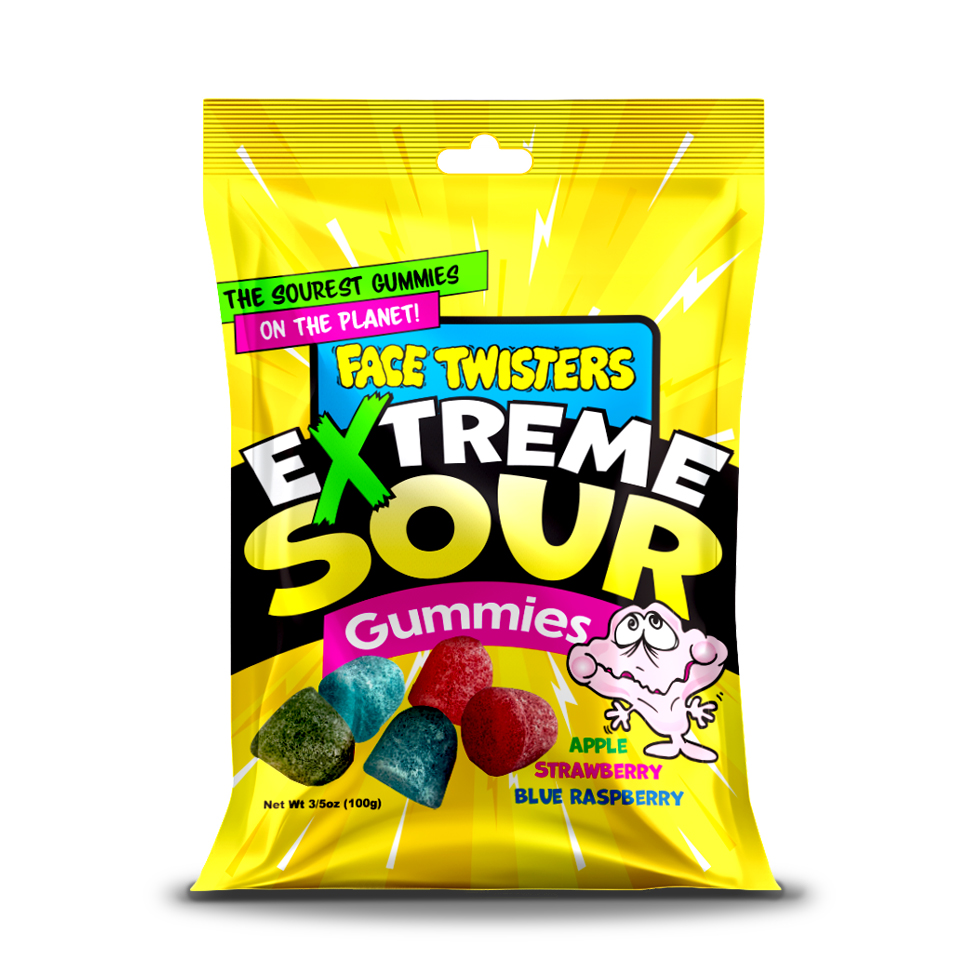 THE SOUREST GUMMIES
ON THE PLANET!
FACE TWISTERS
EXTREME
SOUR
Gummies
APPLE
STRAWBERRY
BLUE RASPBERRY
Net Wt 3/5oz (100g)